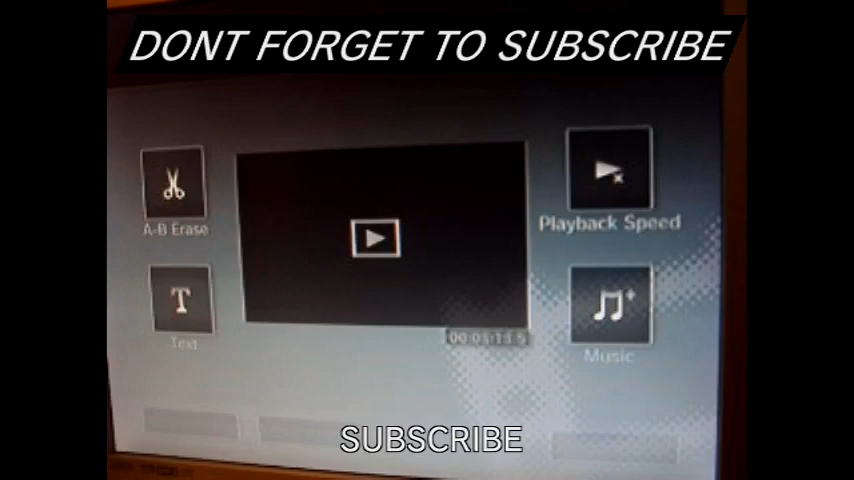 DONT FORGET TO SUBSCRIBE
A-B Erase
Playback Speed
Text
Music
SUBSCRIBE